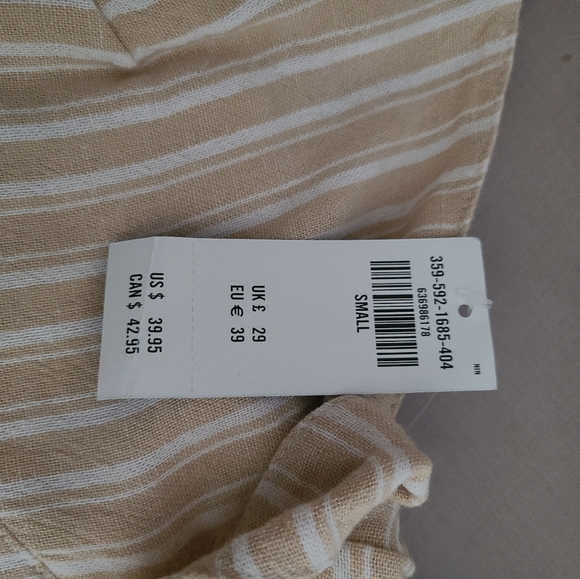 359-592-1685-404
636986178
SMALL
UK £ 29
EU € 39
US $ 39.95
CAN $ 42.95
NIN